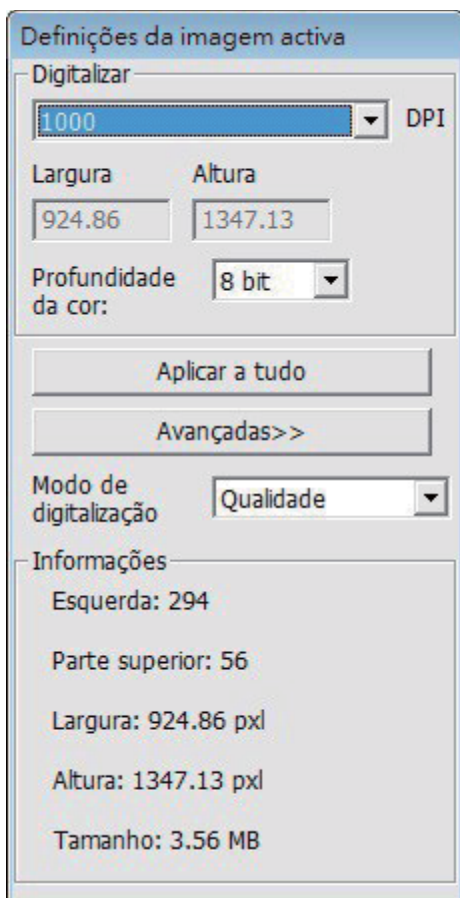 Definições da imagem activa
Digitalizar
1000 DPI
Largura Altura
924.86 1347.13
Profundidade
da cor: 8 bit
Aplicar a tudo
Avançadas>>
Modo de
digitalização Qualidade
Informações
Esquerda: 294
Parte superior: 56
Largura: 924.86 pxl
Altura: 1347.13 pxl
Tamanho: 3.56 MB